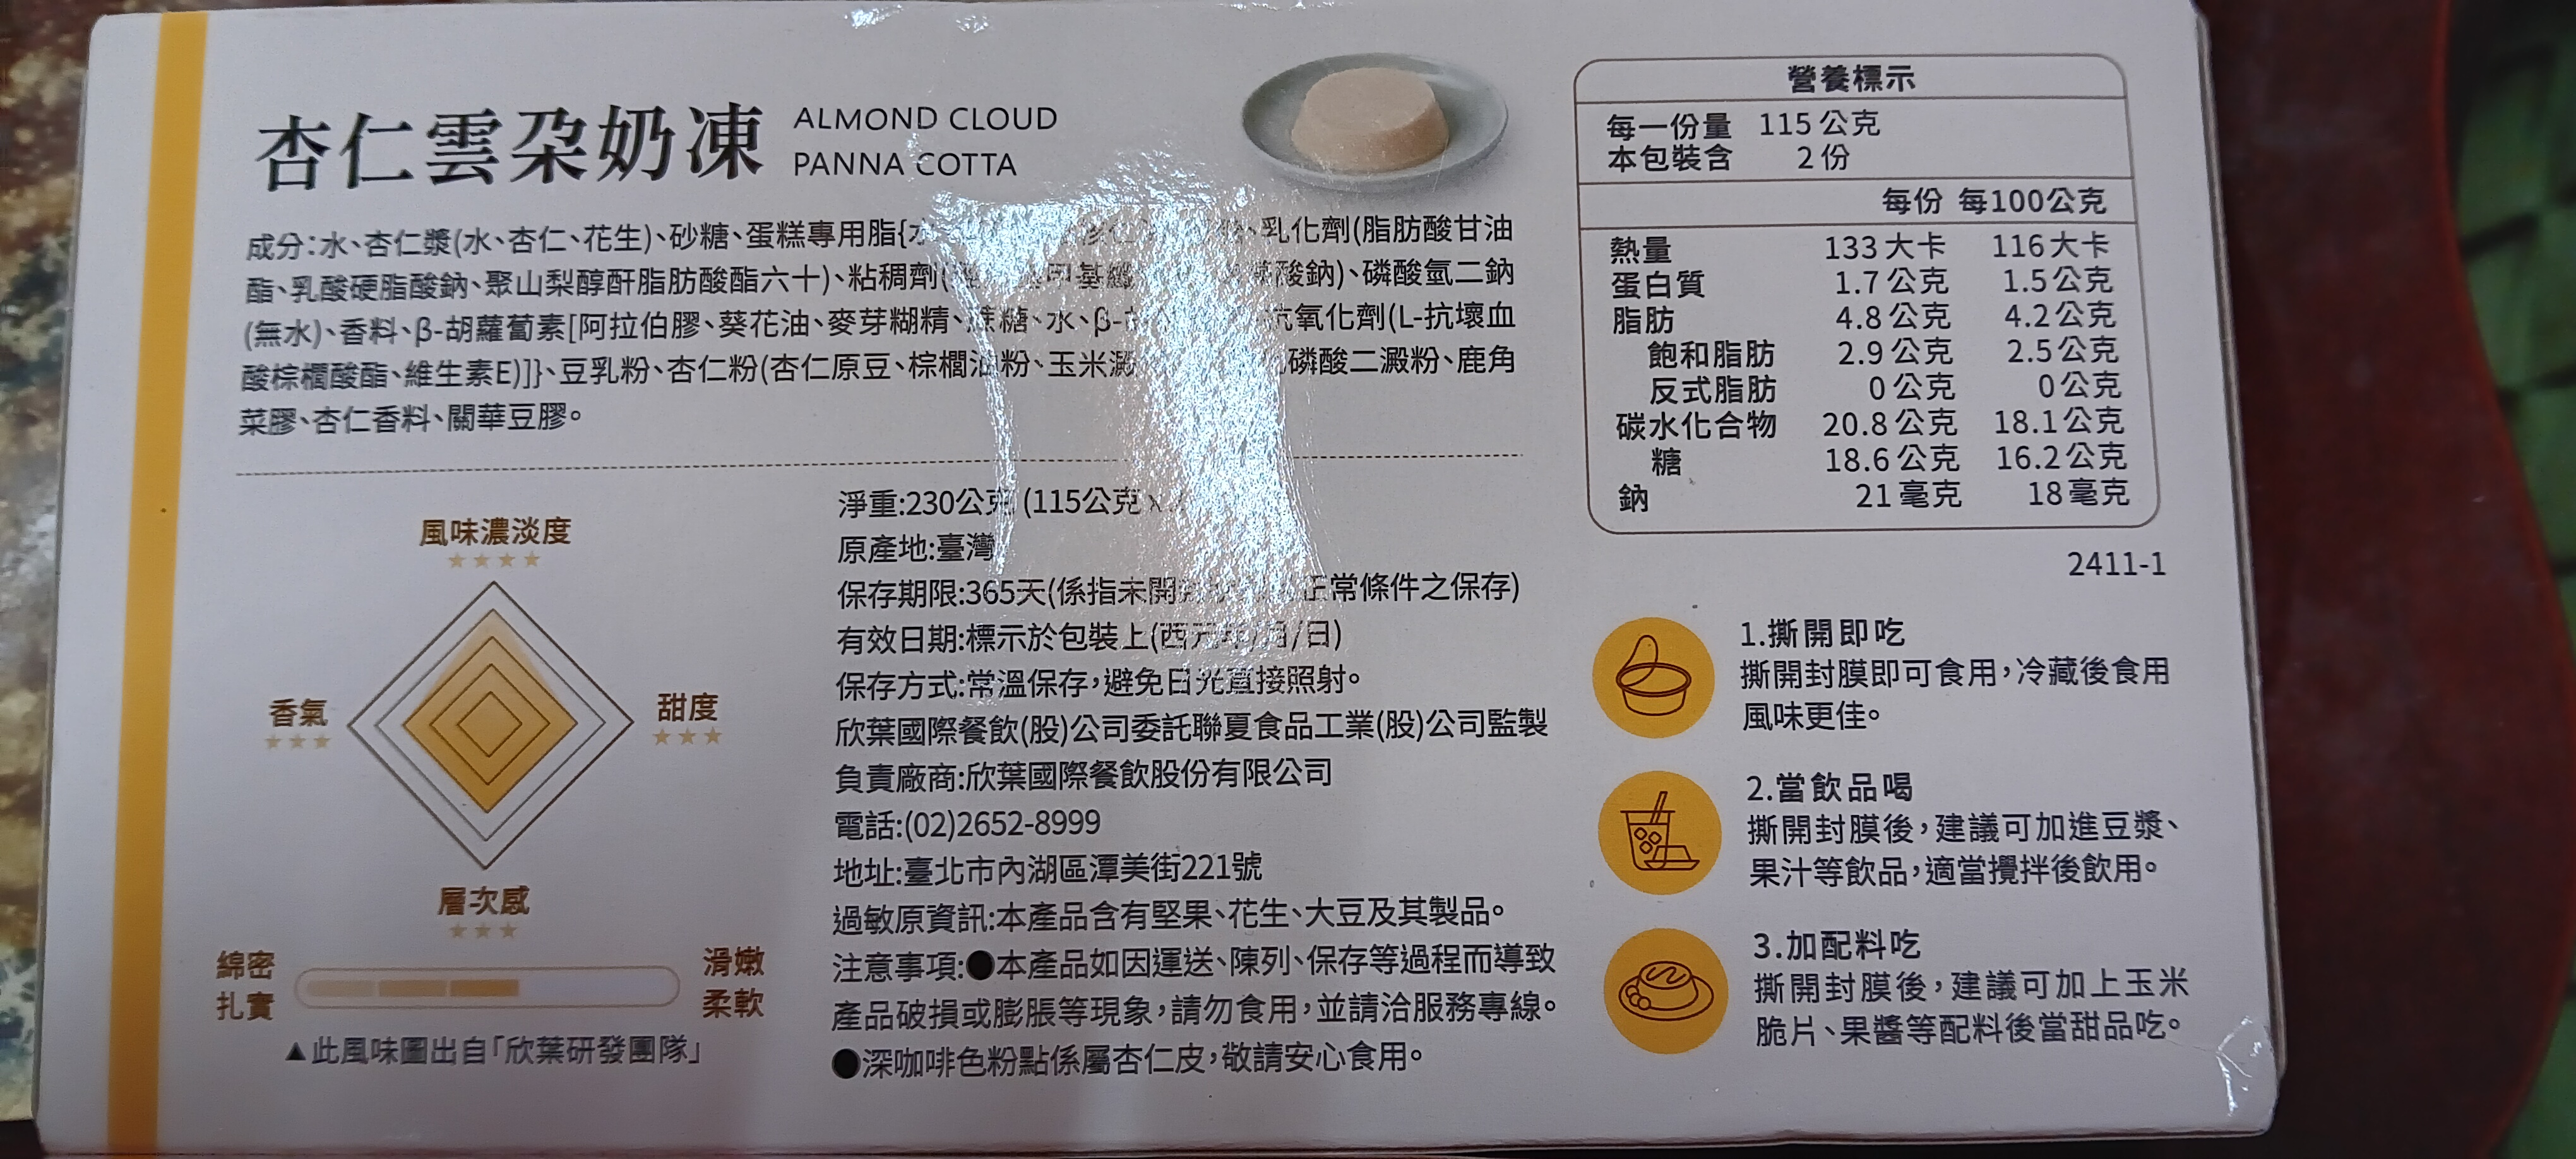 杏仁雲朵奶凍
ALMOND CLOUD
PANNA COTTA
成分:水、杏仁漿(水、杏仁、花生)、砂糖、蛋糕專用脂{水、乳化劑(脂肪酸甘油
酯、乳酸硬脂酸鈉、聚山梨醇酐脂肪酸酯六十)、粘稠劑(甲基纖酸鈉)、磷酸氫二鈉
(無水)、香料、β-胡蘿蔔素[阿拉伯膠、葵花油、麥芽糊精、蔗糖、水、β-抗氧化劑(L-抗壞血
酸棕櫚酸酯、維生素E)]}、豆乳粉、杏仁粉(杏仁原豆、棕櫚油粉、玉米澱磷酸二澱粉、鹿角
菜膠、杏仁香料、關華豆膠。
風味濃淡度
★★★★
香氣
★★★
甜度
★★★
層次感
★★★
綿密
扎實
滑嫩
柔軟
▲此風味圖出自「欣葉研發團隊」
淨重:230公克 (115公克 x
原產地:臺灣
保存期限:365天(係指未開正常條件之保存)
有效日期:標示於包裝上(西元年/月/日)
保存方式:常溫保存,避免日光直接照射。
欣葉國際餐飲(股)公司委託聯夏食品工業(股)公司監製
負責廠商:欣葉國際餐飲股份有限公司
電話:(02)2652-8999
地址:臺北市內湖區潭美街221號
過敏原資訊:本產品含有堅果、花生、大豆及其製品。
注意事項:●本產品如因運送、陳列、保存等過程而導致
產品破損或膨脹等現象,請勿食用,並請洽服務專線。
●深咖啡色粉點係屬杏仁皮,敬請安心食用。
營養標示
每一份量 115公克
本包裝含 2份
每份 每100公克
熱量 133大卡 116大卡
蛋白質 1.7公克 1.5公克
脂肪 4.8公克 4.2公克
飽和脂肪 2.9公克 2.5公克
反式脂肪 0公克 0公克
碳水化合物 20.8公克 18.1公克
糖 18.6公克 16.2公克
鈉 21毫克 18毫克
2411-1
1.撕開即吃
撕開封膜即可食用,冷藏後食用
風味更佳。
2.當飲品喝
撕開封膜後,建議可加進豆漿、
果汁等飲品,適當攪拌後飲用。
3.加配料吃
撕開封膜後,建議可加上玉米
脆片、果醬等配料後當甜品吃。